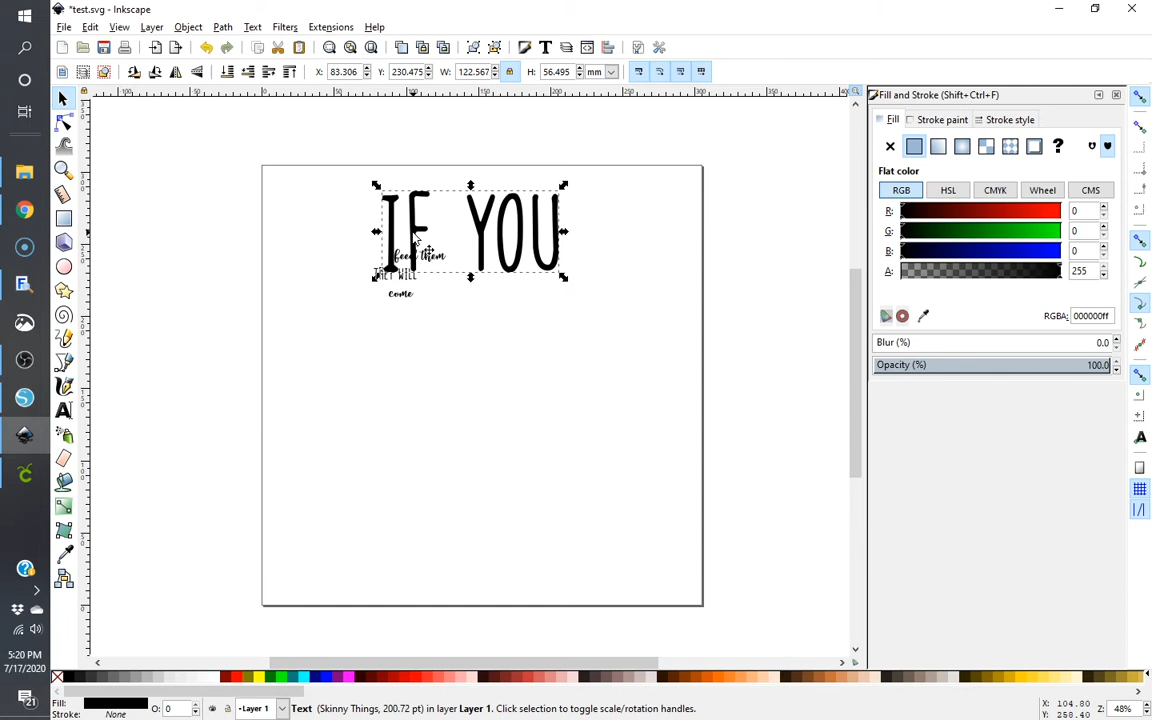 *test.svg - Inkscape
File Edit View Layer Object Path Text Filters Extensions Help
X: 83.306 Y: 230.475 W: 122.567 H: 56.495 mm
Fill and Stroke (Shift+Ctrl+F)
Fill Stroke paint Stroke style
?
Flat color
RGB HSL CMYK Wheel CMS
R: 0
G: 0
B: 0
A: 255
RGBA: 000000ff
Blur (%) 0.0
Opacity (%) 100.0
IF YOU
feed them
THEY WILL
come
5:20 PM
7/17/2020
21
Fill:
Stroke: None
O: 0
Layer 1
Text (Skinny Things, 200.72 pt) in layer Layer 1. Click selection to toggle scale/rotation handles.
X: 104.80
Y: 258.40
Z: 48%